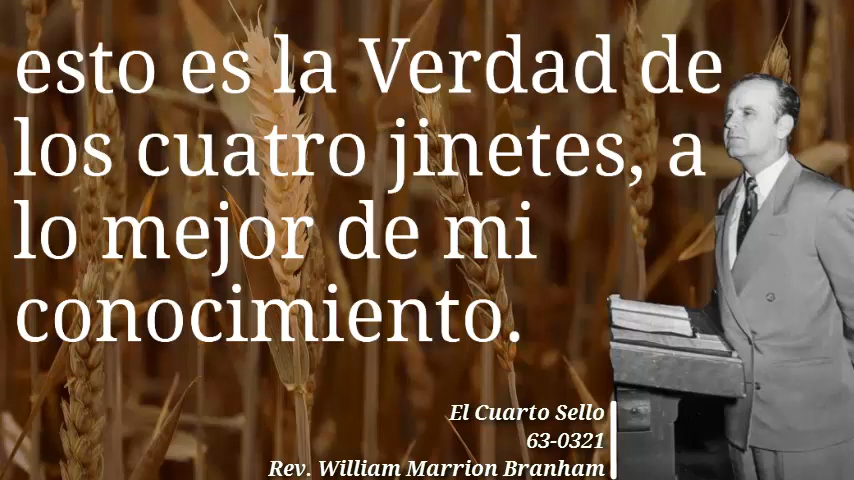 esto es la Verdad de
los cuatro jinetes, a
lo mejor de mi
conocimiento.
El Cuarto Sello
63-0321
Rev. William Marrion Branham